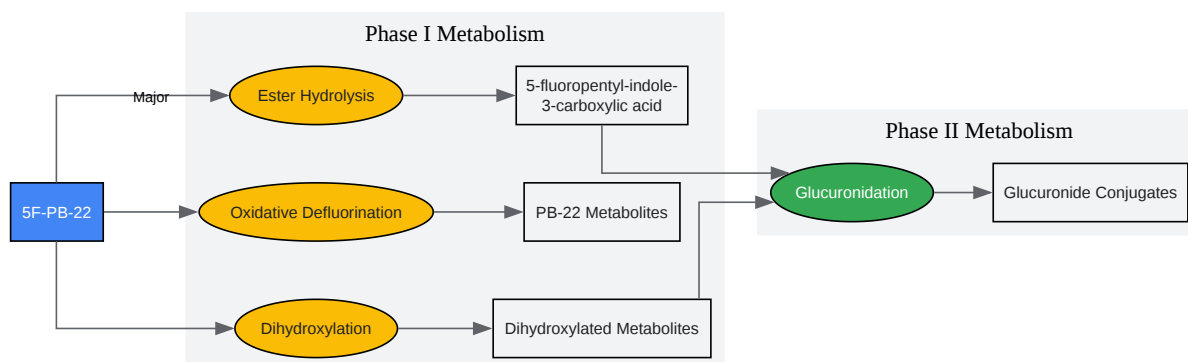 Phase I Metabolism
Major
Ester Hydrolysis
5-fluoropentyl-indole-
3-carboxylic acid
Phase II Metabolism
5F-PB-22
Oxidative Defluorination
PB-22 Metabolites
Glucuronidation
Glucuronide Conjugates
Dihydroxylation
Dihydroxylated Metabolites